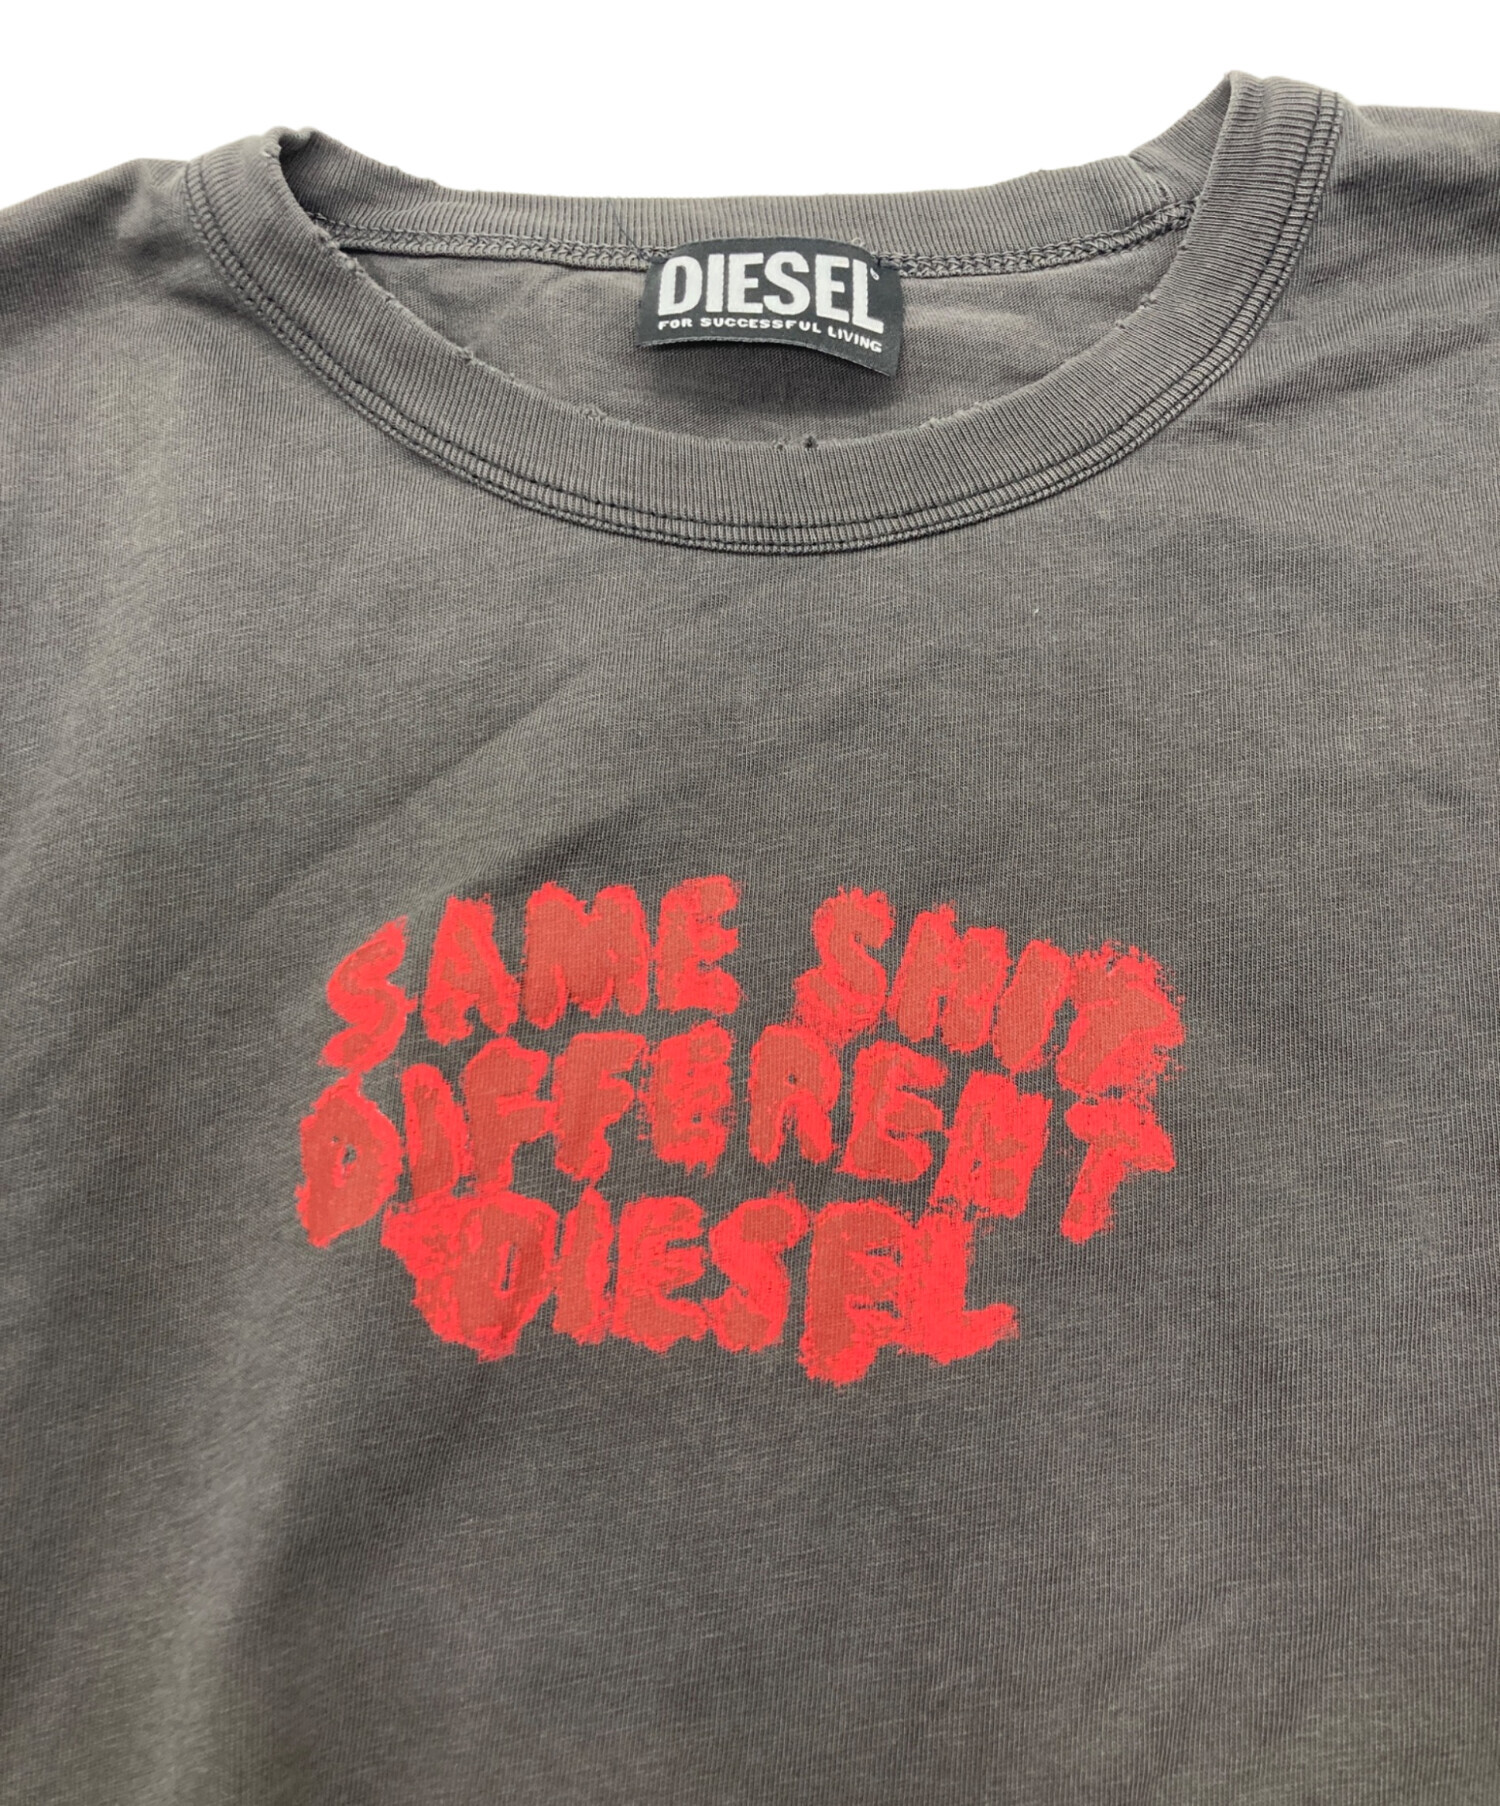 DIESEL
FOR SUCCESSFUL LIVING
SAME SHIT
DIFFERENT
DIESEL